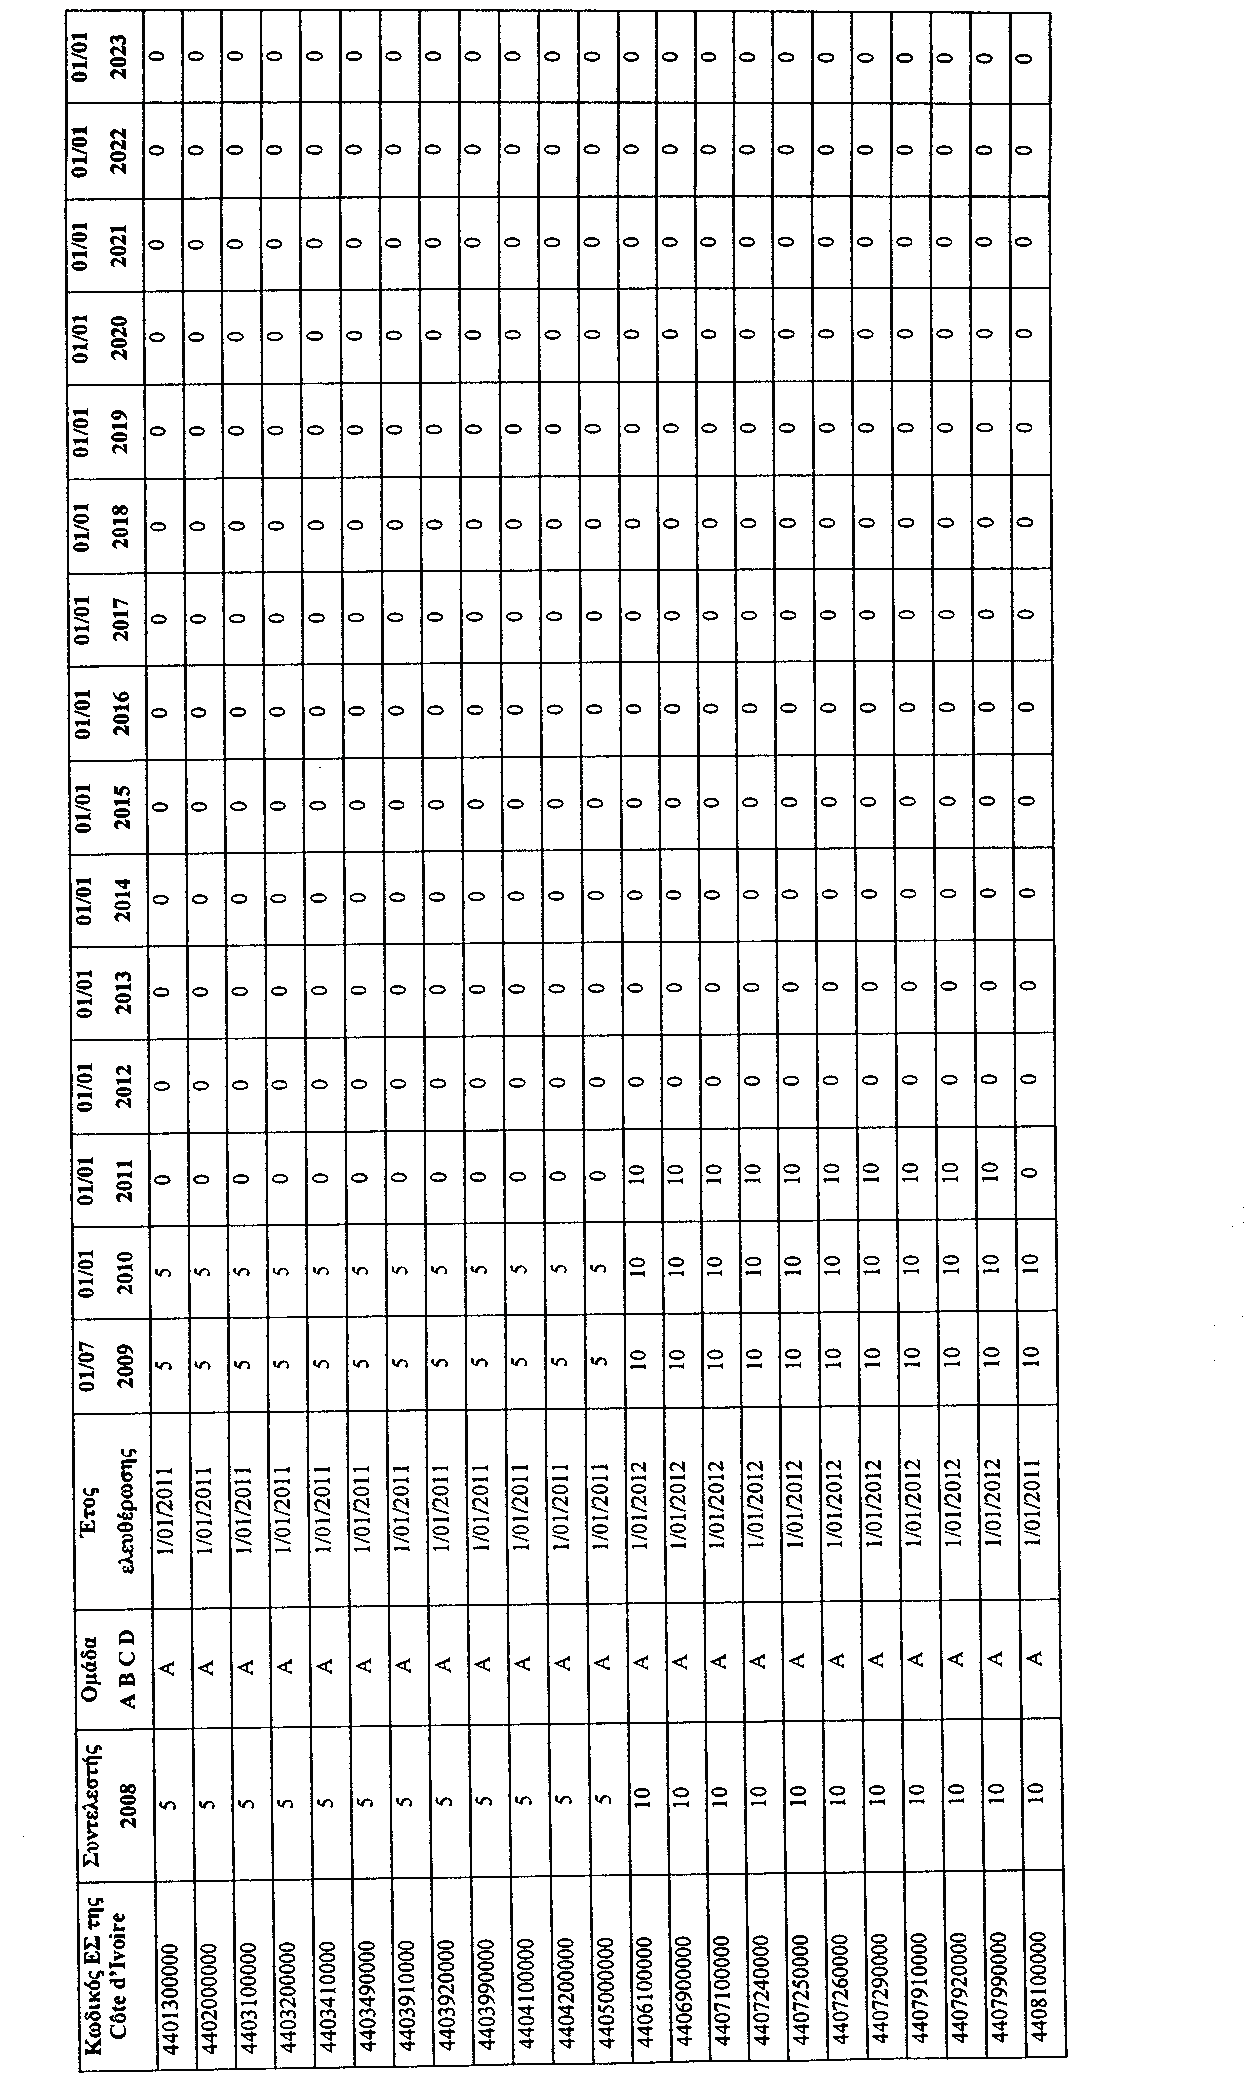 Κοδικός ΕΣ της Côte d'Ivoire Συντελεστής 2008 Ομάδα A B C D Έτος ελευθέρωσης 01/07 2009 01/01 2010 01/01 2011 01/01 2012 01/01 2013 01/01 2014 01/01 2015 01/01 2016 01/01 2017 01/01 2018 01/01 2019 01/01 2020 01/01 2021 01/01 2022 01/01 2023
4401300000 5 A 1/01/2011 5 5 0 0 0 0 0 0 0 0 0 0 0 0 0
4402000000 5 A 1/01/2011 5 5 0 0 0 0 0 0 0 0 0 0 0 0 0
4403100000 5 A 1/01/2011 5 5 0 0 0 0 0 0 0 0 0 0 0 0 0
4403200000 5 A 1/01/2011 5 5 0 0 0 0 0 0 0 0 0 0 0 0 0
4403410000 5 A 1/01/2011 5 5 0 0 0 0 0 0 0 0 0 0 0 0 0
4403490000 5 A 1/01/2011 5 5 0 0 0 0 0 0 0 0 0 0 0 0 0
4403910000 5 A 1/01/2011 5 5 0 0 0 0 0 0 0 0 0 0 0 0 0
4403920000 5 A 1/01/2011 5 5 0 0 0 0 0 0 0 0 0 0 0 0 0
4403990000 5 A 1/01/2011 5 5 0 0 0 0 0 0 0 0 0 0 0 0 0
4404100000 5 A 1/01/2011 5 5 0 0 0 0 0 0 0 0 0 0 0 0 0
4404200000 5 A 1/01/2011 5 5 0 0 0 0 0 0 0 0 0 0 0 0 0
4405000000 5 A 1/01/2011 5 5 0 0 0 0 0 0 0 0 0 0 0 0 0
4406100000 10 A 1/01/2012 10 10 10 0 0 0 0 0 0 0 0 0 0 0 0
4406900000 10 A 1/01/2012 10 10 10 0 0 0 0 0 0 0 0 0 0 0 0
4407100000 10 A 1/01/2012 10 10 10 0 0 0 0 0 0 0 0 0 0 0 0
4407240000 10 A 1/01/2012 10 10 10 0 0 0 0 0 0 0 0 0 0 0 0
4407250000 10 A 1/01/2012 10 10 10 0 0 0 0 0 0 0 0 0 0 0 0
4407260000 10 A 1/01/2012 10 10 10 0 0 0 0 0 0 0 0 0 0 0 0
4407290000 10 A 1/01/2012 10 10 10 0 0 0 0 0 0 0 0 0 0 0 0
4407910000 10 A 1/01/2012 10 10 10 0 0 0 0 0 0 0 0 0 0 0 0
4407920000 10 A 1/01/2012 10 10 10 0 0 0 0 0 0 0 0 0 0 0 0
4407990000 10 A 1/01/2012 10 10 10 0 0 0 0 0 0 0 0 0 0 0 0
4408100000 10 A 1/01/2011 10 10 0 0 0 0 0 0 0 0 0 0 0 0 0